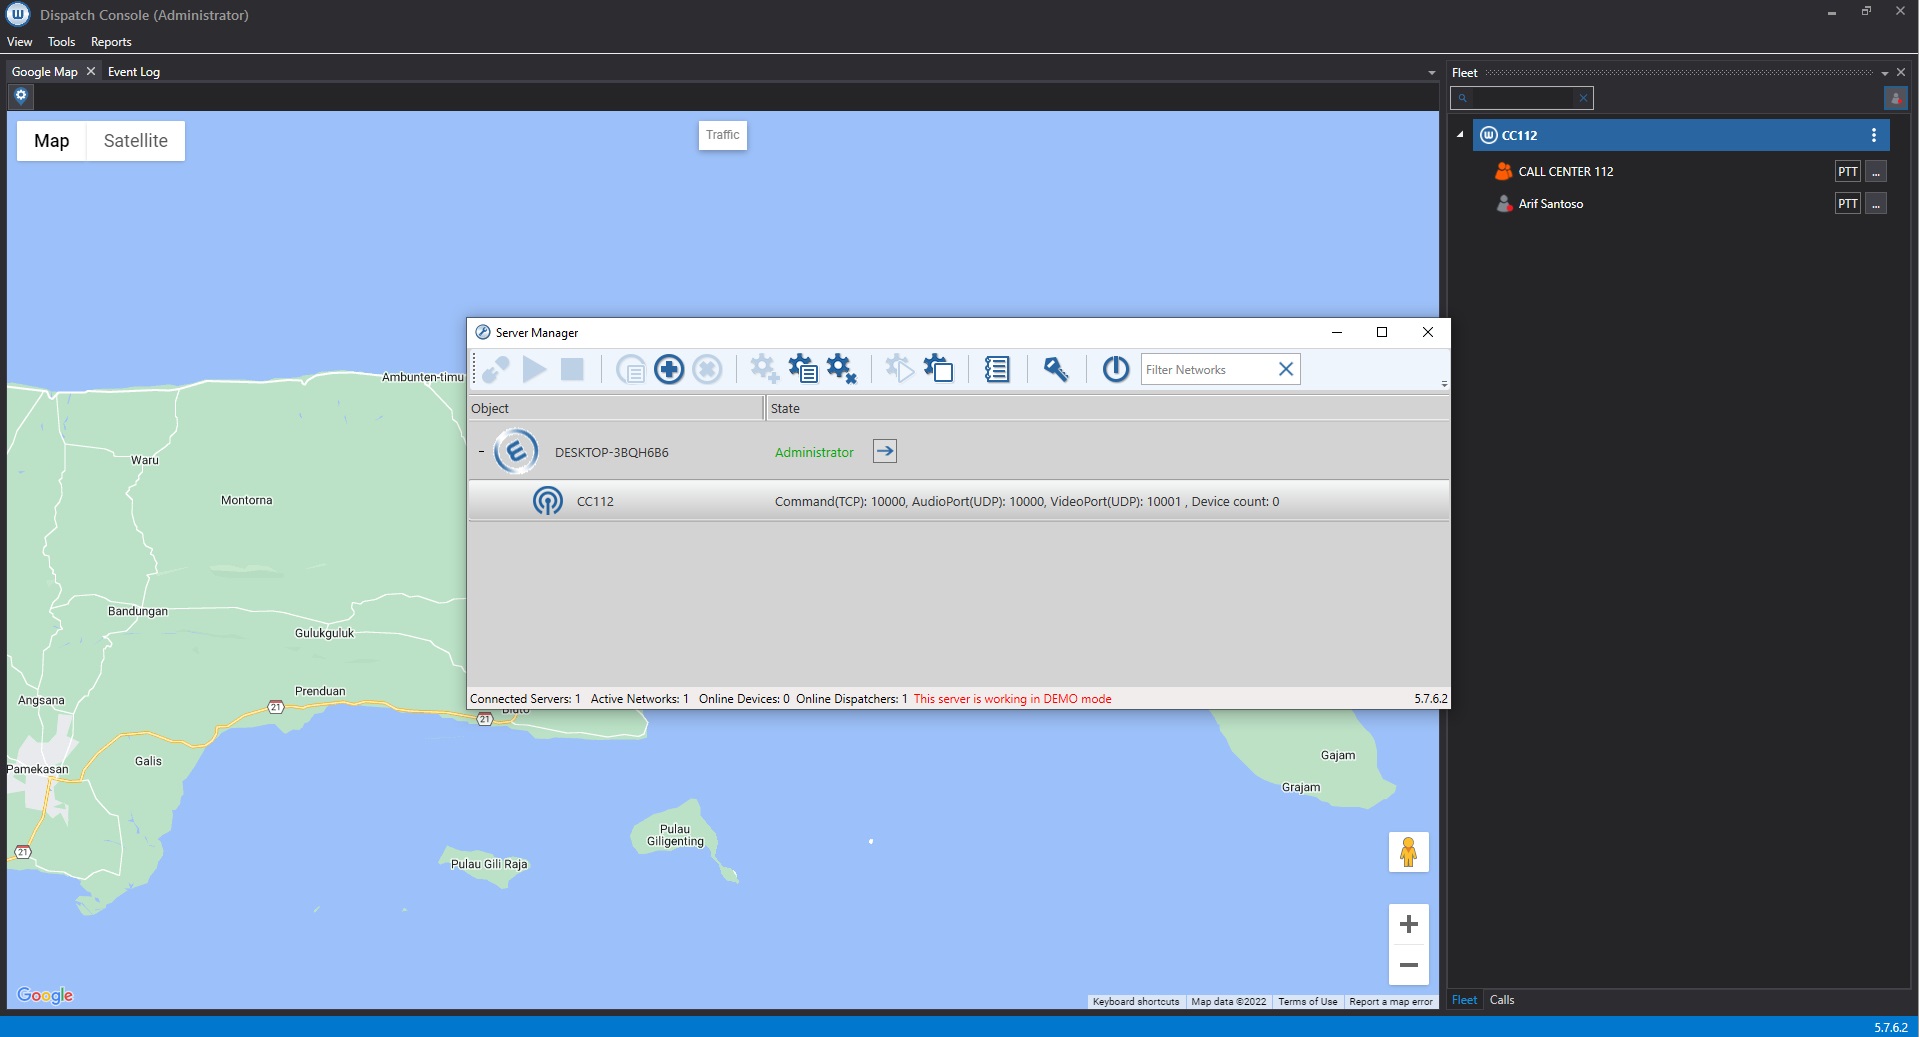 Dispatch Console (Administrator)
View Tools Reports
Google Map Event Log
Map Satellite
Traffic
Ambunten-timu
Waru
Montorna
Bandungan
Gulukguluk
Prenduan
Angsana
21
21
Galis
Pamekasan
21
Pulau
Giligenting
Pulau Gili Raja
Gajam
Grajam
Google
Keyboard shortcuts Map data ©2022 Terms of Use Report a map error
Server Manager
Filter Networks
Object State
DESKTOP-3BQH6B6 Administrator
CC112 Command(TCP): 10000, AudioPort(UDP): 10000, VideoPort(UDP): 10001 , Device count: 0
Connected Servers: 1 Active Networks: 1 Online Devices: 0 Online Dispatchers: 1 This server is working in DEMO mode 5.7.6.2
Fleet
CC112
CALL CENTER 112 PTT ...
Arif Santoso PTT ...
Fleet Calls
5.7.6.2